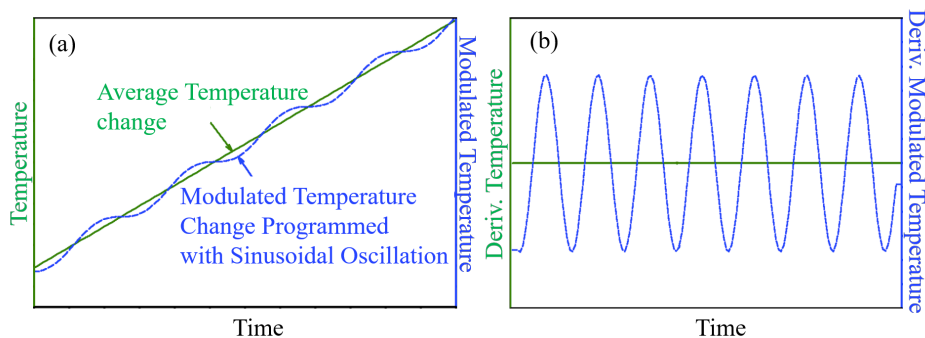 (a)
Temperature
Average Temperature
change
Modulated Temperature
Change Programmed
with Sinusoidal Oscillation
Modulated Temperature
Time
(b)
Deriv. Temperature
Deriv. Modulated Temperature
Time